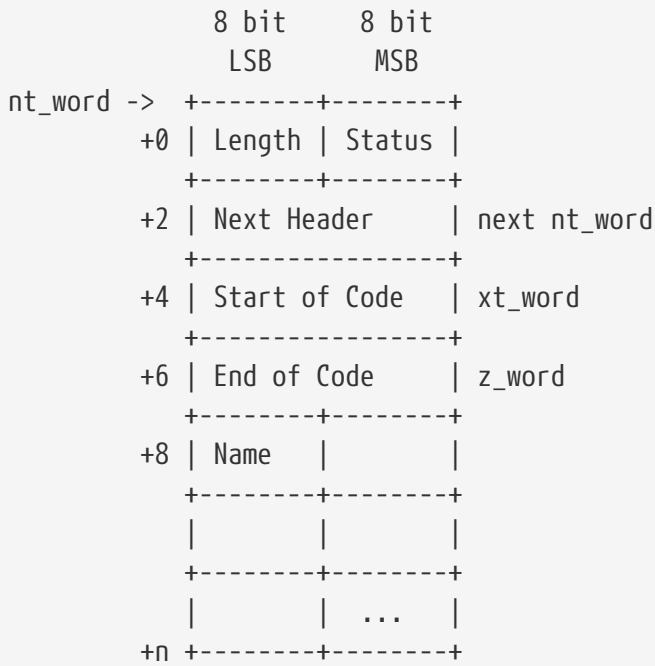 8 bit     8 bit
               LSB       MSB
nt_word ->  +--------+--------+
         +0 | Length | Status |
            +--------+--------+
         +2 | Next Header     | next nt_word
            +-----------------+
         +4 | Start of Code   | xt_word
            +-----------------+
         +6 | End of Code     | z_word
            +--------+--------+
         +8 | Name   |        |
            +--------+--------+
            |        |        |
            +--------+--------+
            |        |  ...   |
         +n +--------+--------+